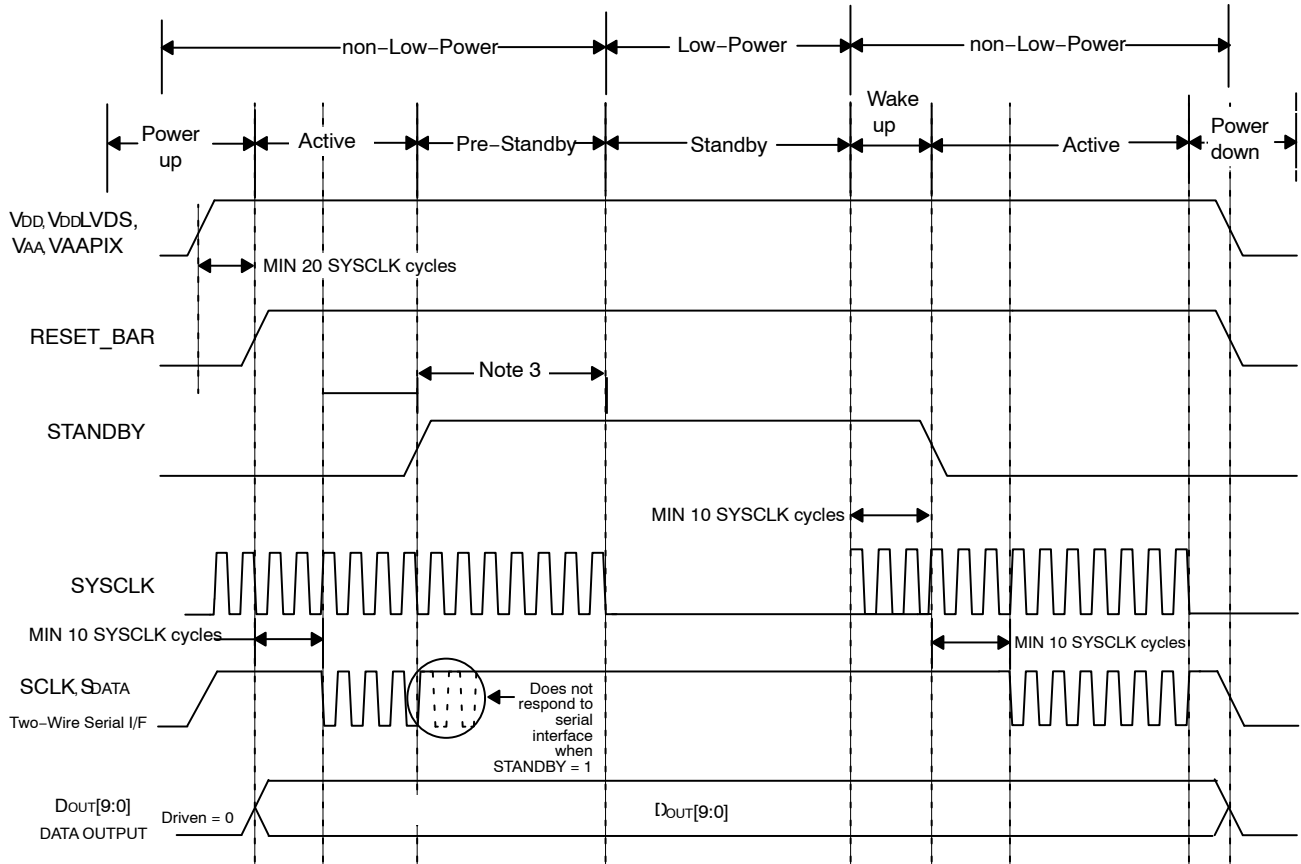 non−Low−Power
Low−Power
non−Low−Power
Power
up
Active
Pre−Standby
Standby
Wake
up
Active
Power
down
VDD, VDDLVDS,
VAA, VAAPIX
MIN 20 SYSCLK cycles
RESET_BAR
Note 3
STANDBY
MIN 10 SYSCLK cycles
SYSCLK
MIN 10 SYSCLK cycles
MIN 10 SYSCLK cycles
SCLK, SDATA
Two−Wire Serial I/F
Does not
respond to
serial
interface
when
STANDBY = 1
DOUT[9:0]
DATA OUTPUT
Driven = 0
DOUT[9:0]